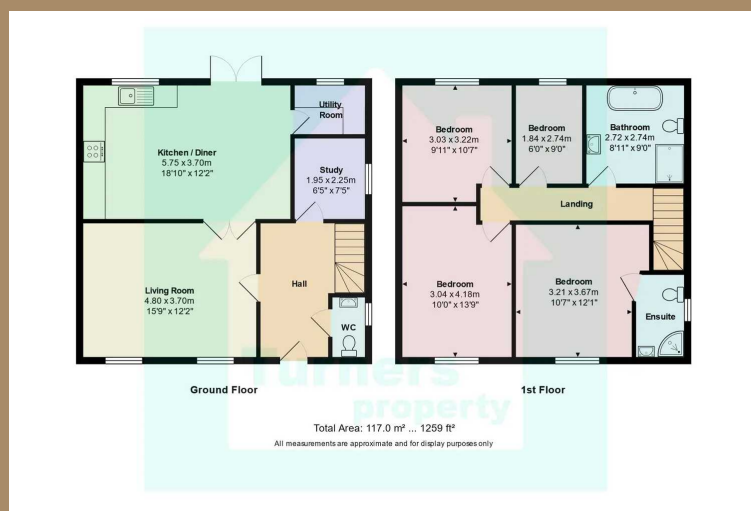 Utility
Room
Kitchen / Diner
5.75 x 3.70m
18'10" x 12'2"
Study
1.95 x 2.25m
6'5" x 7'5"
Living Room
4.80 x 3.70m
15'9" x 12'2"
Hall
WC
Ground Floor
Bedroom
3.03 x 3.22m
9'11" x 10'7"
Bedroom
1.84 x 2.74m
6'0" x 9'0"
Bathroom
2.72 x 2.74m
8'11" x 9'0"
Landing
Bedroom
3.04 x 4.18m
10'0" x 13'9"
Bedroom
3.21 x 3.67m
10'7" x 12'1"
Ensuite
1st Floor
Turners
property
Total Area: 117.0 m² ... 1259 ft²
All measurements are approximate and for display purposes only